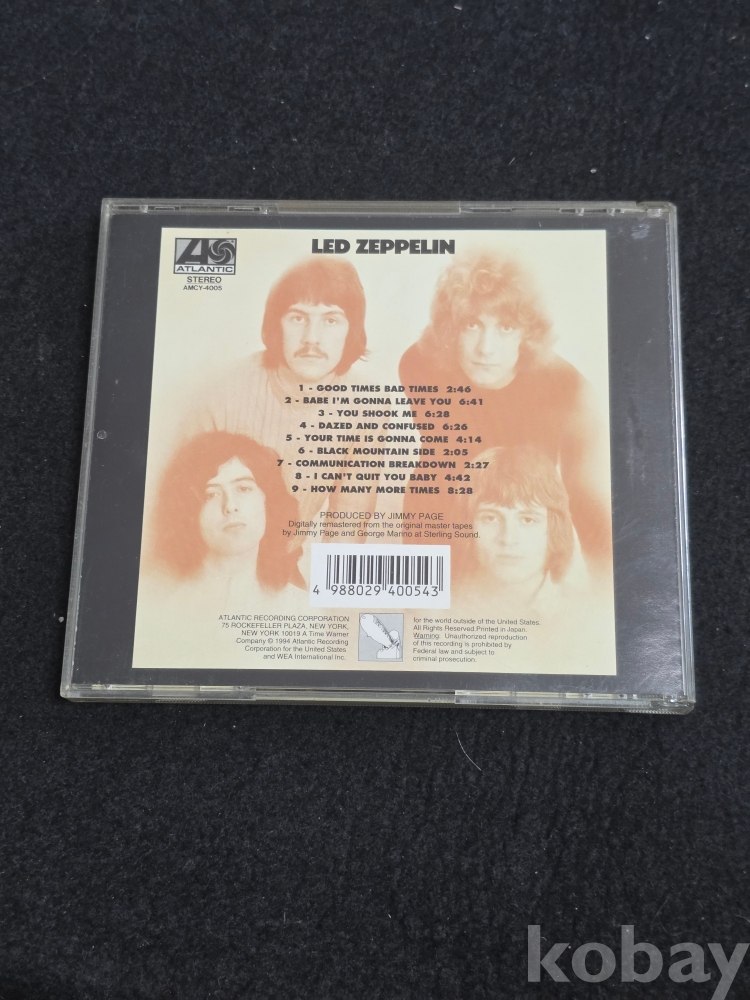 LED ZEPPELIN
ATLANTIC
STEREO
AMCY-4005
1 - GOOD TIMES BAD TIMES 2:46
2 - BABE I'M GONNA LEAVE YOU 6:41
3 - YOU SHOOK ME 6:28
4 - DAZED AND CONFUSED 6:26
5 - YOUR TIME IS GONNA COME 4:14
6 - BLACK MOUNTAIN SIDE 2:05
7 - COMMUNICATION BREAKDOWN 2:27
8 - I CAN'T QUIT YOU BABY 4:42
9 - HOW MANY MORE TIMES 8:28
PRODUCED BY JIMMY PAGE
Digitally remastered from the original master tapes
by Jimmy Page and George Marino at Sterling Sound.
4 988029 400543
ATLANTIC RECORDING CORPORATION
75 ROCKEFELLER PLAZA, NEW YORK,
NEW YORK 10019 A Time Warner
Company © 1994 Atlantic Recording
Corporation for the United States
and WEA International Inc.
for the world outside of the United States.
All Rights Reserved.Printed in Japan.
Warning: Unauthorized reproduction
of this recording is prohibited by
Federal law and subject to
criminal prosecution.
kobay